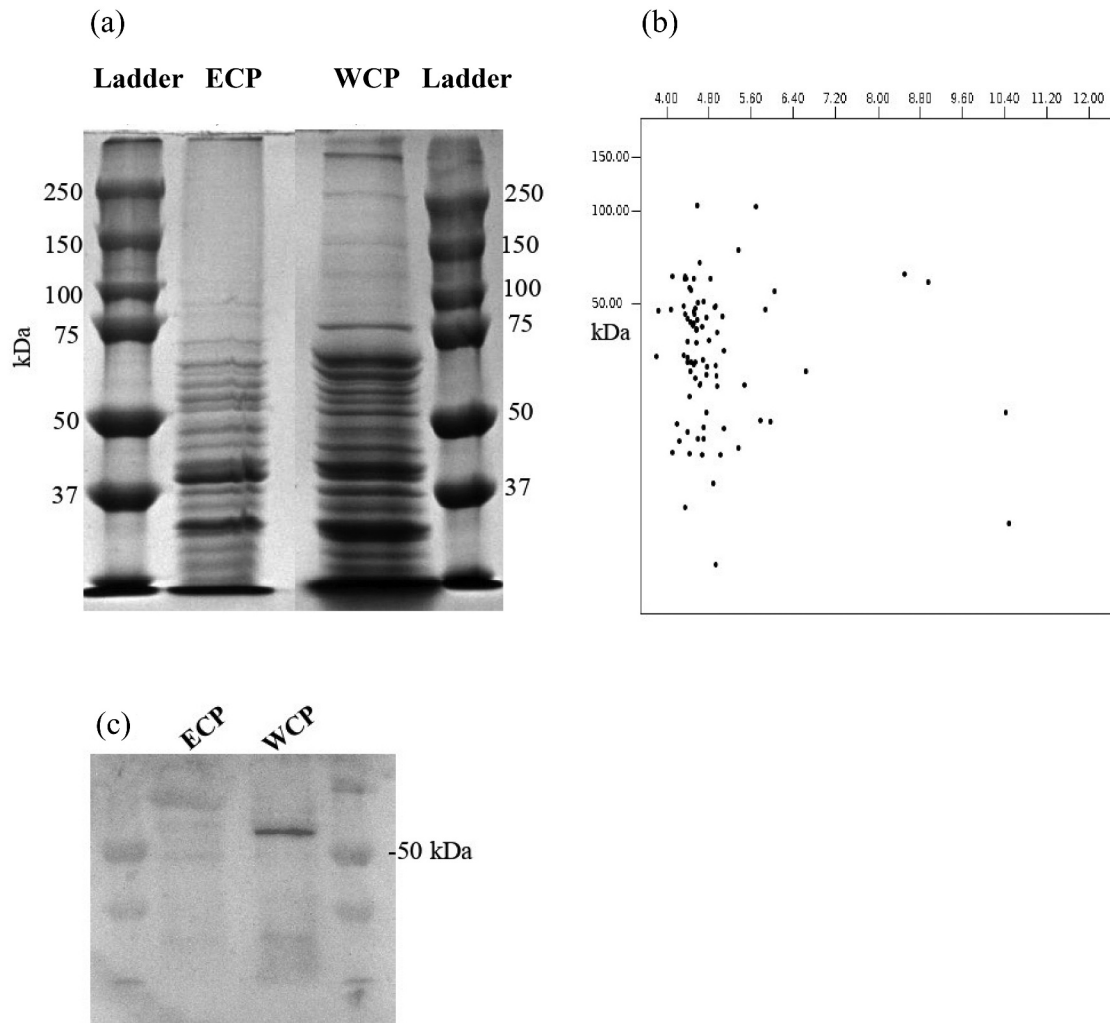 (a)
Ladder ECP WCP Ladder
kDa
250
150
100
75
50
37
250
150
100
75
50
37
(b)
4.00 4.80 5.60 6.40 7.20 8.00 8.80 9.60 10.40 11.20 12.00
150.00
100.00
50.00
kDa
(c)
ECP WCP
-50 kDa